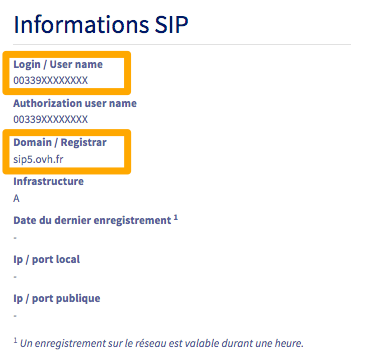 Informations SIP
Login / User name
00339XXXXXXXX
Authorization user name
00339XXXXXXXX
Domain / Registrar
sip5.ovh.fr
Infrastructure
A
Date du dernier enregistrement ¹
-
Ip / port local
-
Ip / port publique
-
¹ Un enregistrement sur le réseau est valable durant une heure.